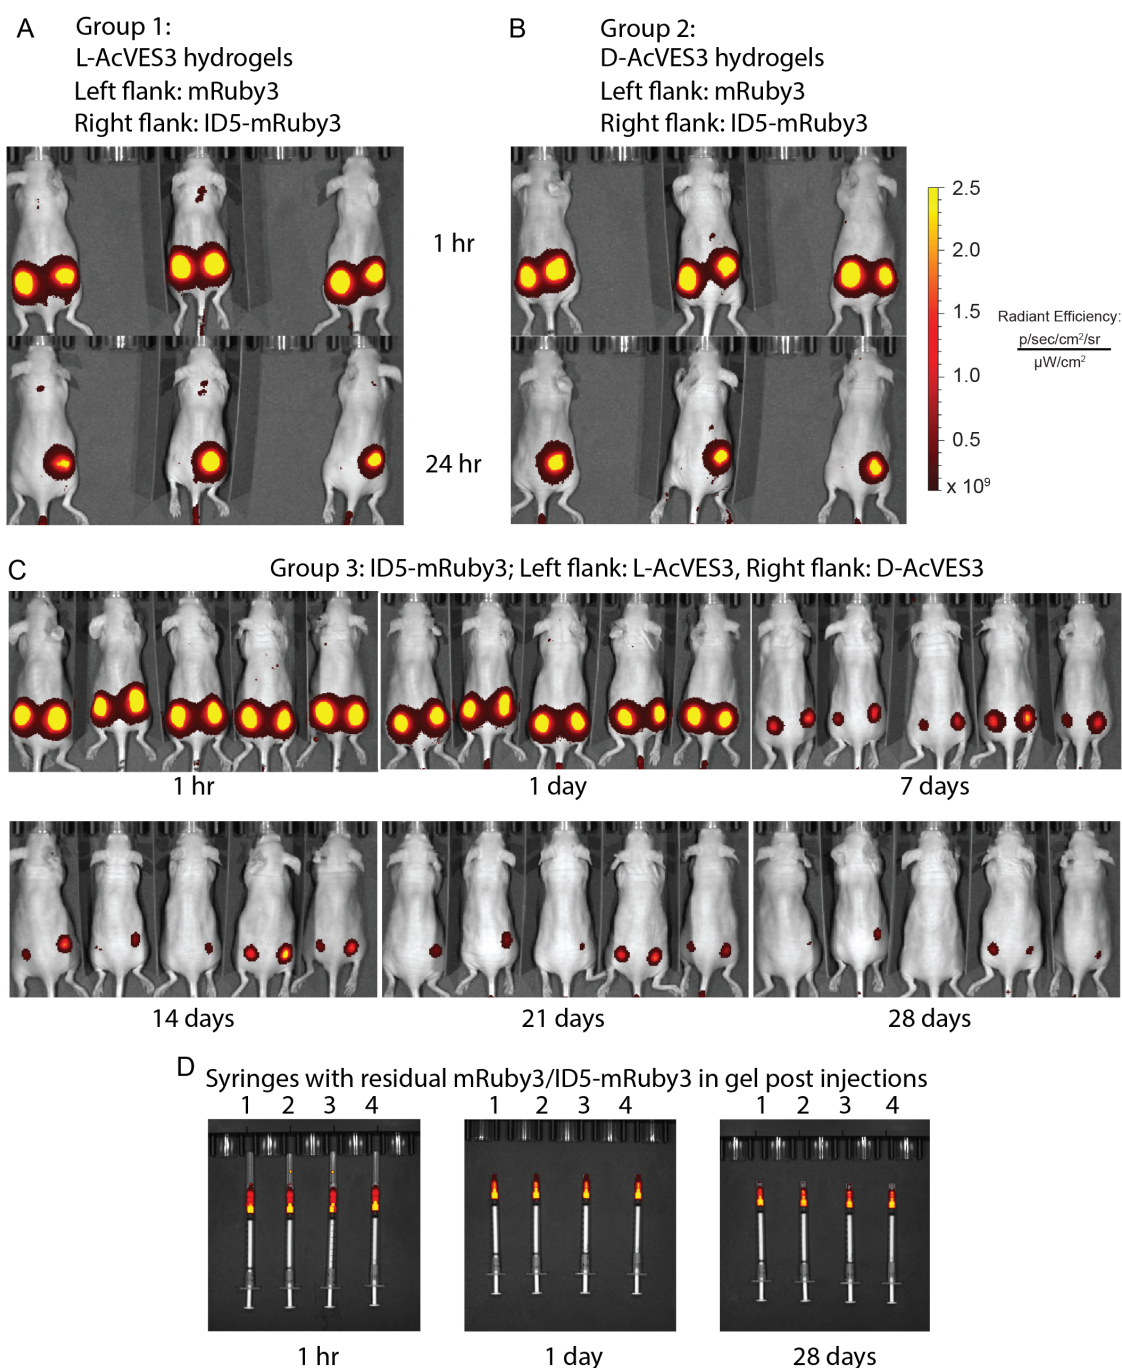 A
Group 1:
L-AcVES3 hydrogels
Left flank: mRuby3
Right flank: ID5-mRuby3
B
Group 2:
D-AcVES3 hydrogels
Left flank: mRuby3
Right flank: ID5-mRuby3
1 hr
24 hr
2.5
2.0
1.5
1.0
0.5
x 10⁹
Radiant Efficiency:
p/sec/cm²/sr
µW/cm²
C
Group 3: ID5-mRuby3; Left flank: L-AcVES3, Right flank: D-AcVES3
1 hr
1 day
7 days
14 days
21 days
28 days
D
Syringes with residual mRuby3/ID5-mRuby3 in gel post injections
1 2 3 4
1 2 3 4
1 2 3 4
1 hr
1 day
28 days